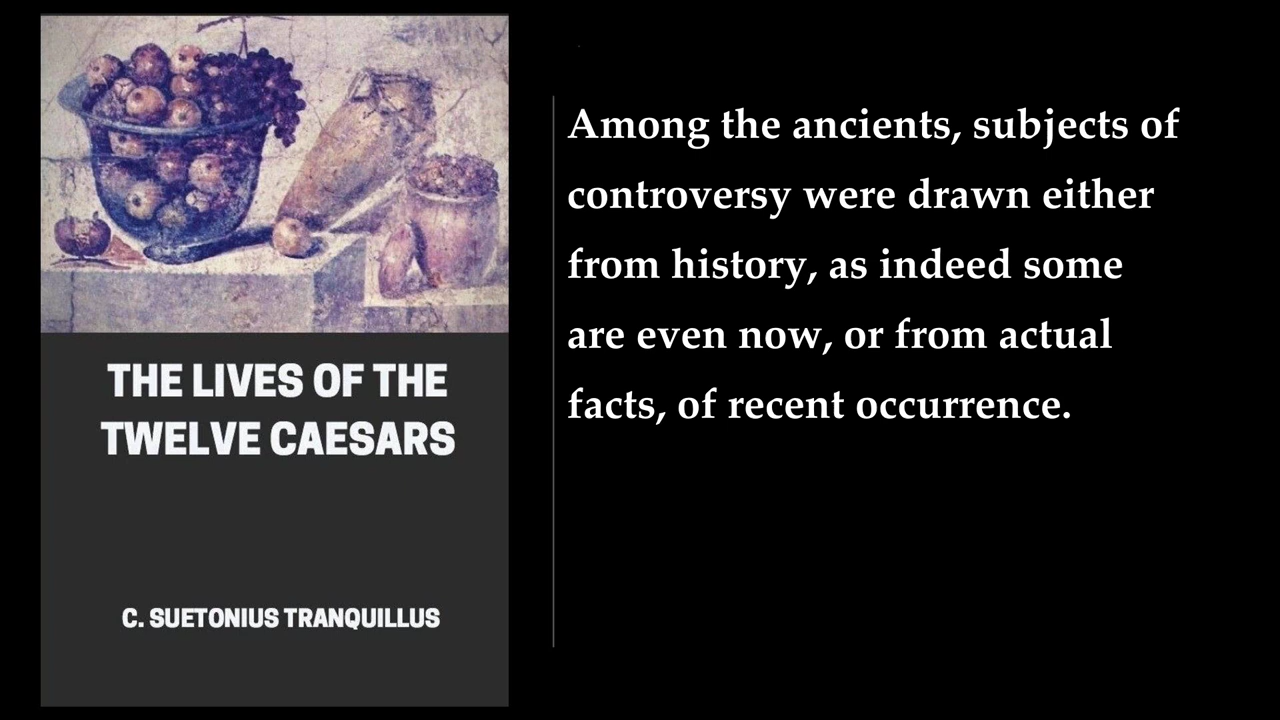 THE LIVES OF THE
TWELVE CAESARS
C. SUETONIUS TRANQUILLUS
Among the ancients, subjects of
controversy were drawn either
from history, as indeed some
are even now, or from actual
facts, of recent occurrence.